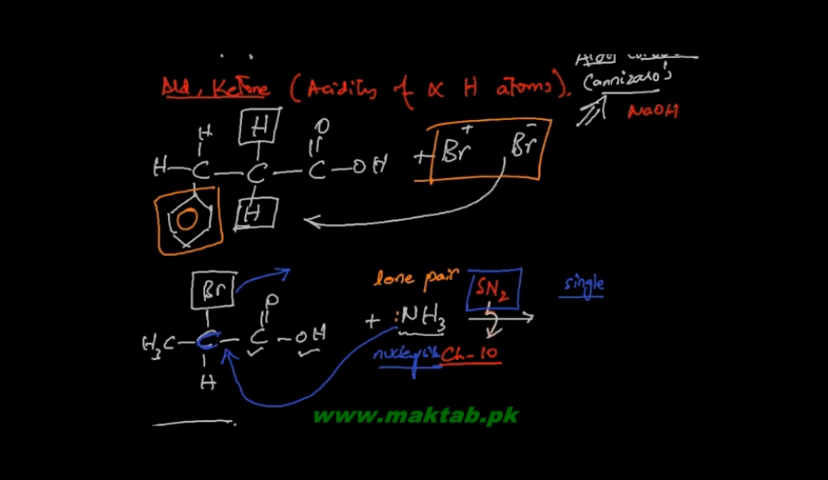 Cannizaro's
Ald, Ketone (Acidity of α H atoms).
NaOH
H H O
H—C—C—C—OH + Br+ Br-
H
lone pair SN2 single
Br O
H3C—C—C—OH + :NH3
Ch-10
H
www.maktab.pk